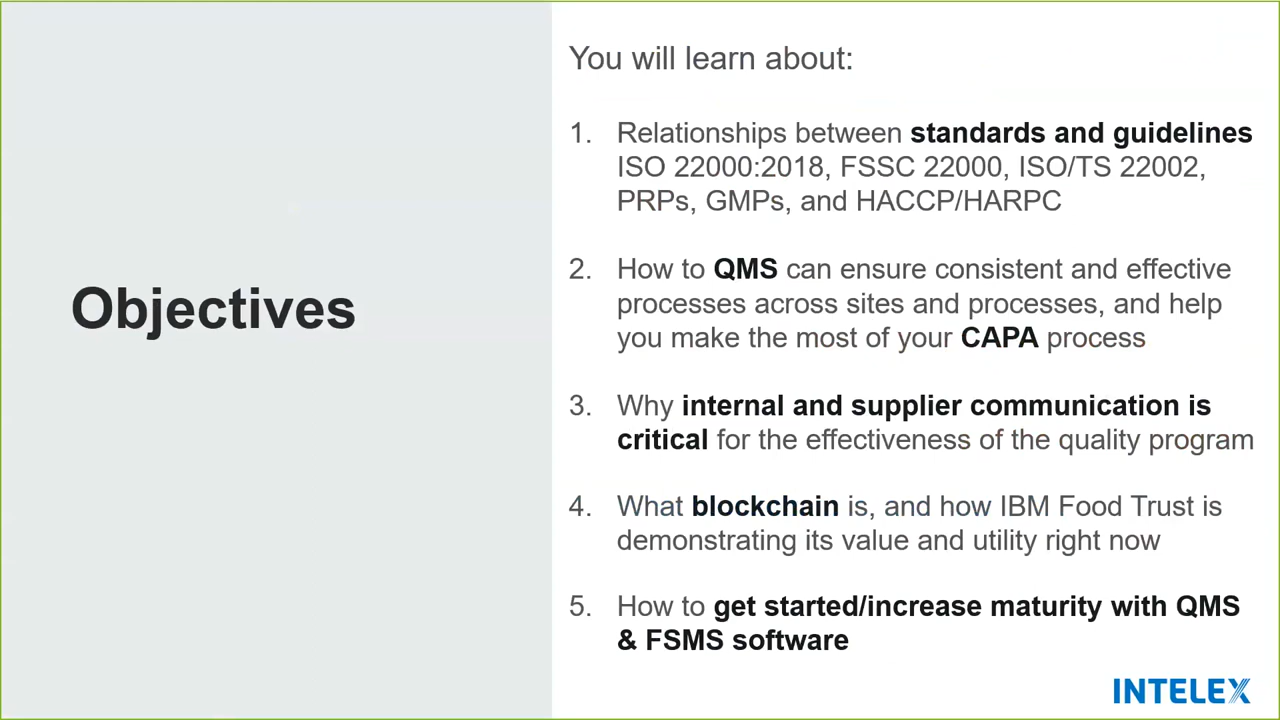 Objectives
You will learn about:
1. Relationships between standards and guidelines
ISO 22000:2018, FSSC 22000, ISO/TS 22002,
PRPs, GMPs, and HACCP/HARPC
2. How to QMS can ensure consistent and effective
processes across sites and processes, and help
you make the most of your CAPA process
3. Why internal and supplier communication is
critical for the effectiveness of the quality program
4. What blockchain is, and how IBM Food Trust is
demonstrating its value and utility right now
5. How to get started/increase maturity with QMS
& FSMS software
INTELEX